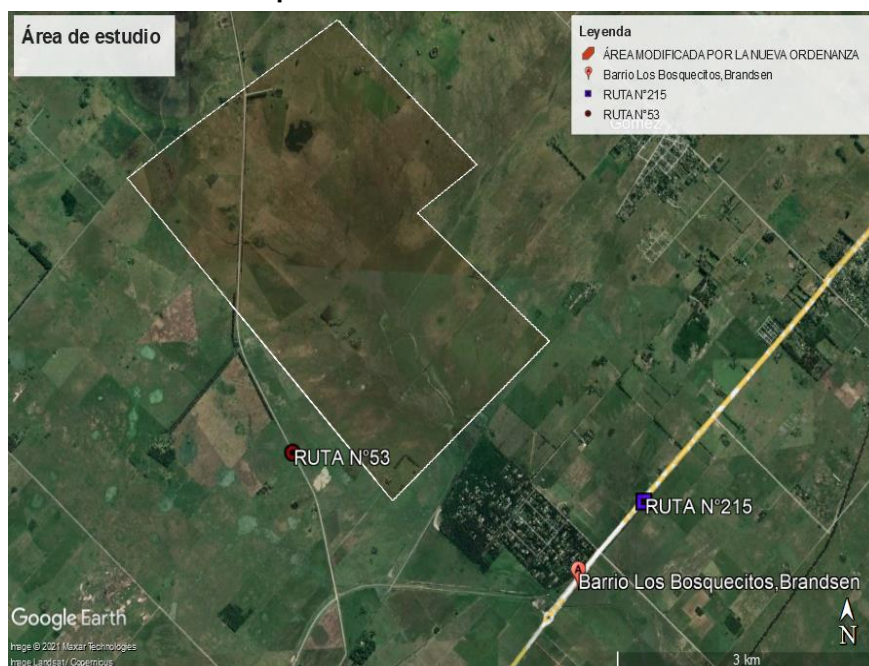 Área de estudio
Leyenda
ÁREA MODIFICADA POR LA NUEVA ORDENANZA
Barrio Los Bosquecitos,Brandsen
RUTA N°215
RUTA N°53
Gómez
RUTA N°53
RUTA N°215
A
Barrio Los Bosquecitos,Brandsen
Google Earth
Image © 2021 Maxar Technologies
Image Landsat / Copernicus
N
3 km